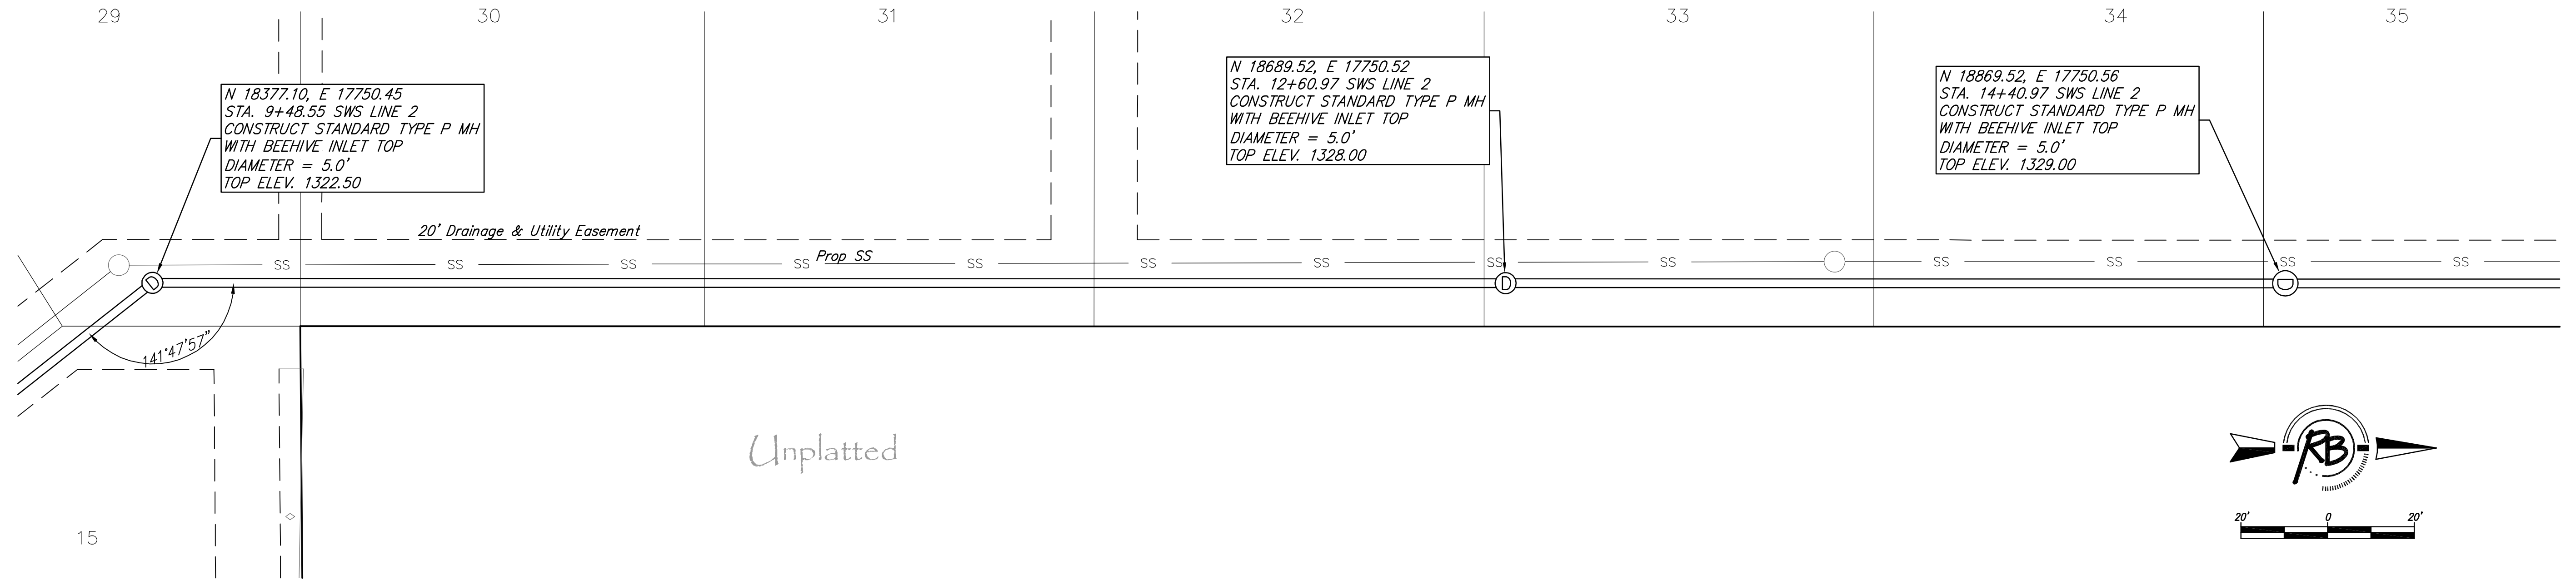 29
30
31
32
33
34
35
N 18377.10, E 17750.45
STA. 9+48.55 SWS LINE 2
CONSTRUCT STANDARD TYPE P MH
WITH BEEHIVE INLET TOP
DIAMETER = 5.0'
TOP ELEV. 1322.50
N 18689.52, E 17750.52
STA. 12+60.97 SWS LINE 2
CONSTRUCT STANDARD TYPE P MH
WITH BEEHIVE INLET TOP
DIAMETER = 5.0'
TOP ELEV. 1328.00
N 18869.52, E 17750.56
STA. 14+40.97 SWS LINE 2
CONSTRUCT STANDARD TYPE P MH
WITH BEEHIVE INLET TOP
DIAMETER = 5.0'
TOP ELEV. 1329.00
20' Drainage & Utility Easement
Prop SS
SS SS SS SS SS SS SS SS SS SS SS SS SS
D D D
141°47'57"
Unplatted
15
RB
20' 0 20'